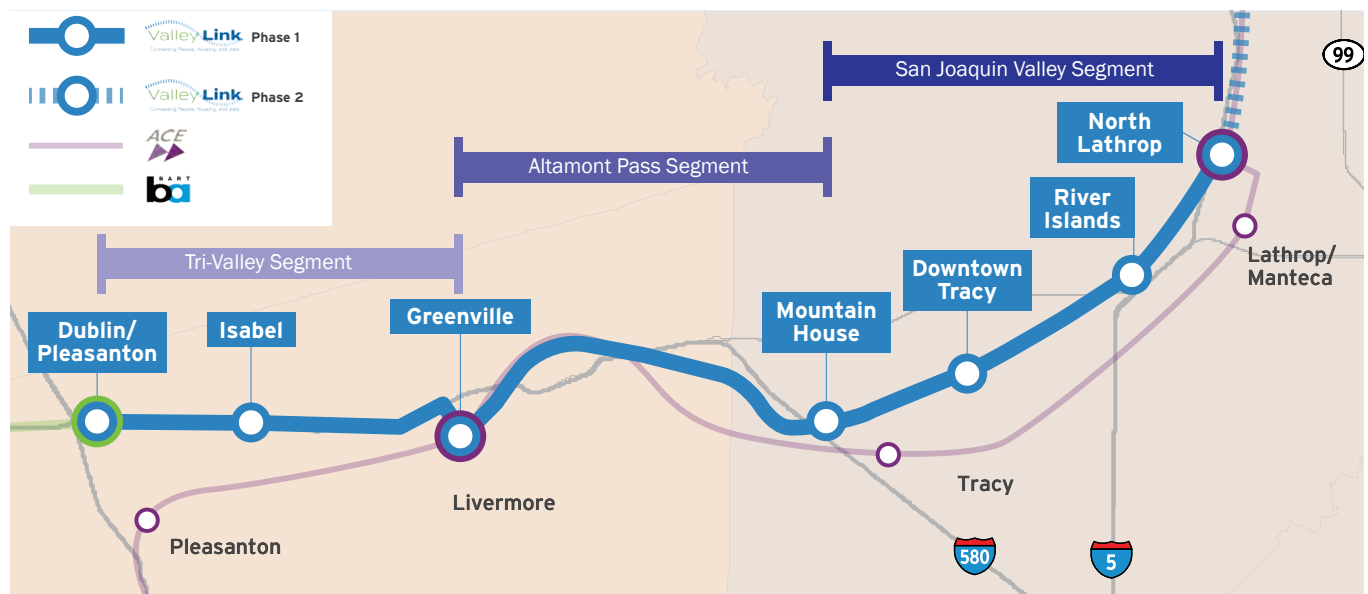 Valley Link
Connecting People, Housing, and Jobs
Phase 1
Valley Link
Connecting People, Housing, and Jobs
Phase 2
ACE
BART
ba
San Joaquin Valley Segment
99
Altamont Pass Segment
North
Lathrop
River
Islands
Tri-Valley Segment
Lathrop/
Manteca
Downtown
Tracy
Mountain
House
Greenville
Isabel
Dublin/
Pleasanton
Tracy
Livermore
Pleasanton
580
5